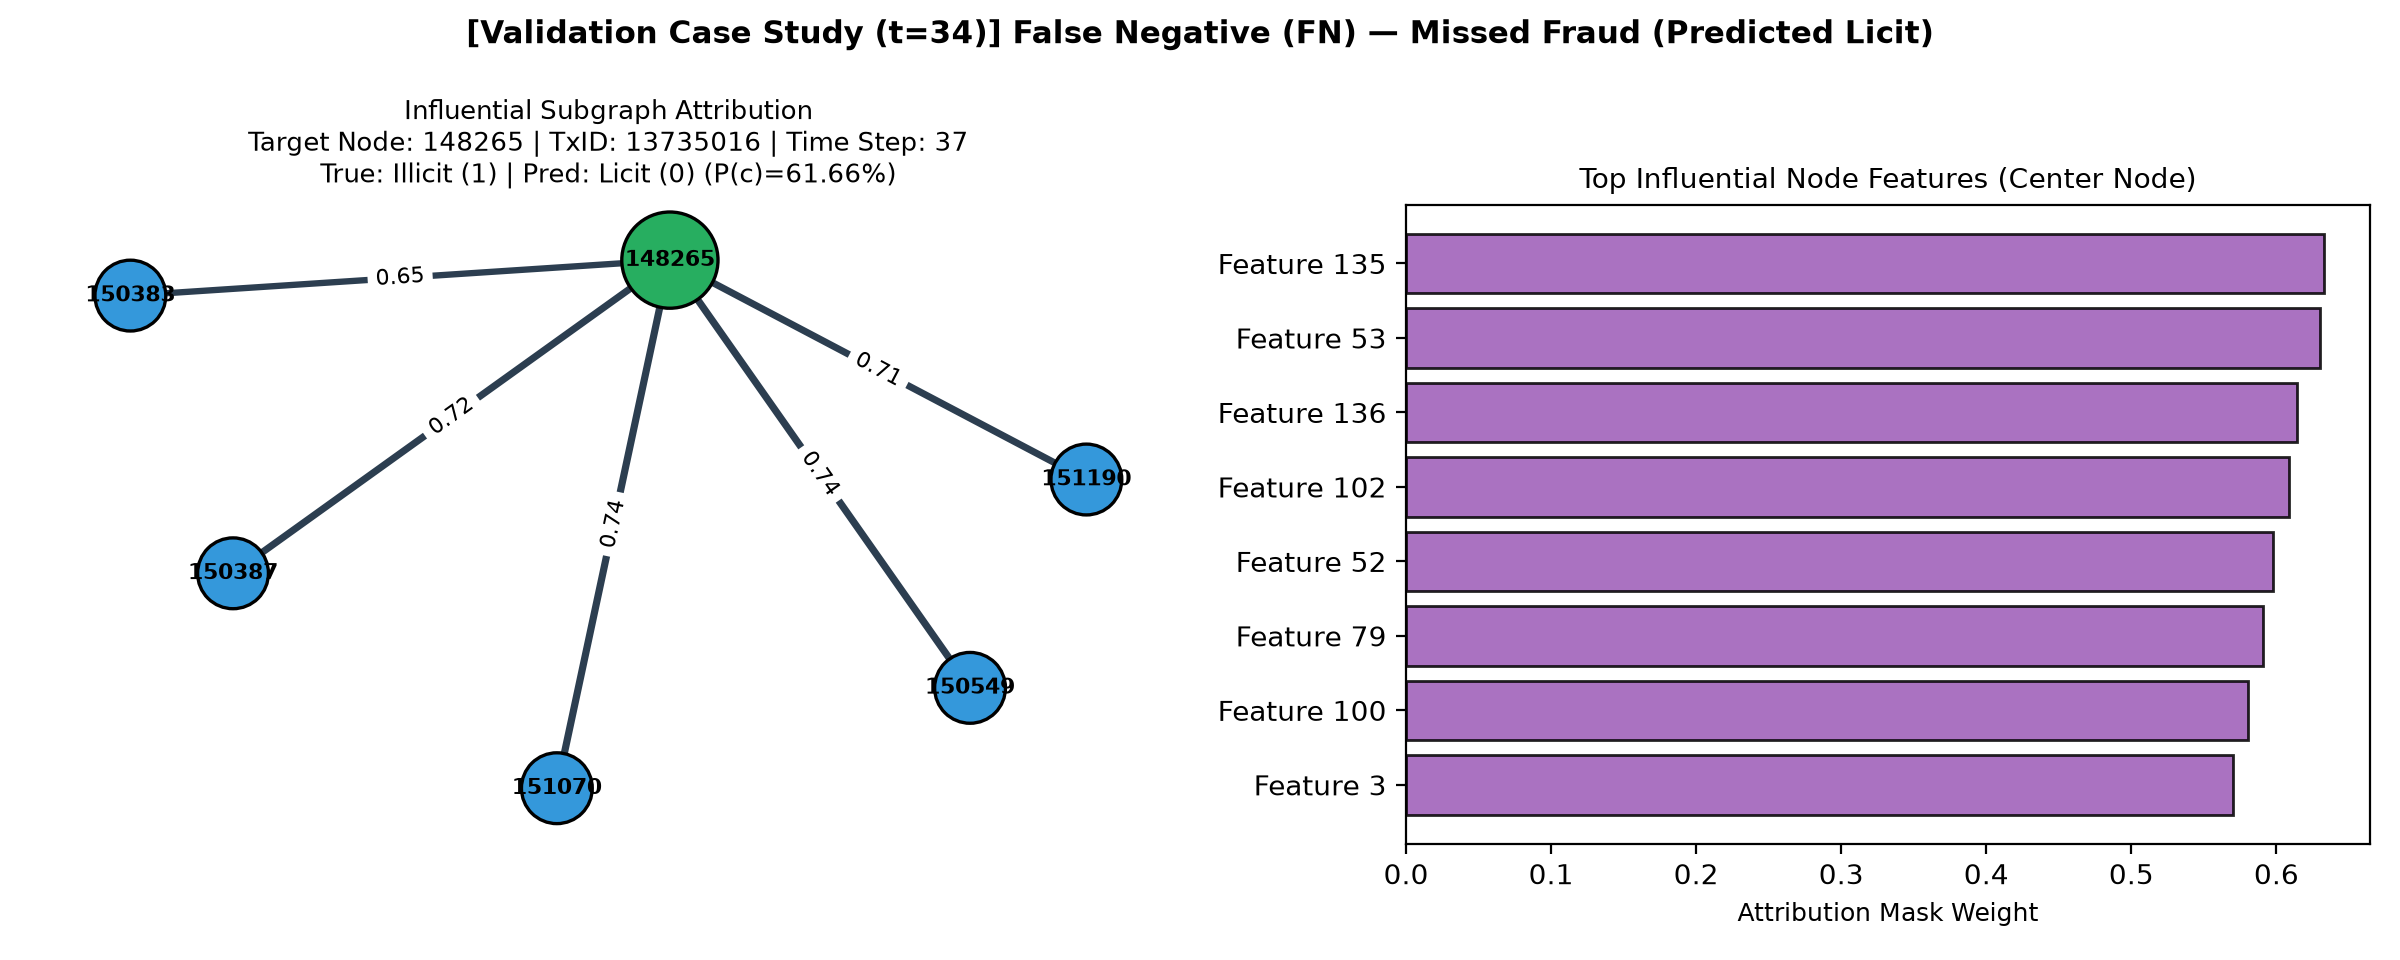 [Validation Case Study (t=34)] False Negative (FN) — Missed Fraud (Predicted Licit)
Influential Subgraph Attribution
Target Node: 148265 | TxID: 13735016 | Time Step: 37
True: Illicit (1) | Pred: Licit (0) (P(c)=61.66%)
148265
150383
0.65
0.71
0.72
0.74
0.74
151190
150387
150549
151070
Top Influential Node Features (Center Node)
Feature 135
Feature 53
Feature 136
Feature 102
Feature 52
Feature 79
Feature 100
Feature 3
0.0 0.1 0.2 0.3 0.4 0.5 0.6
Attribution Mask Weight